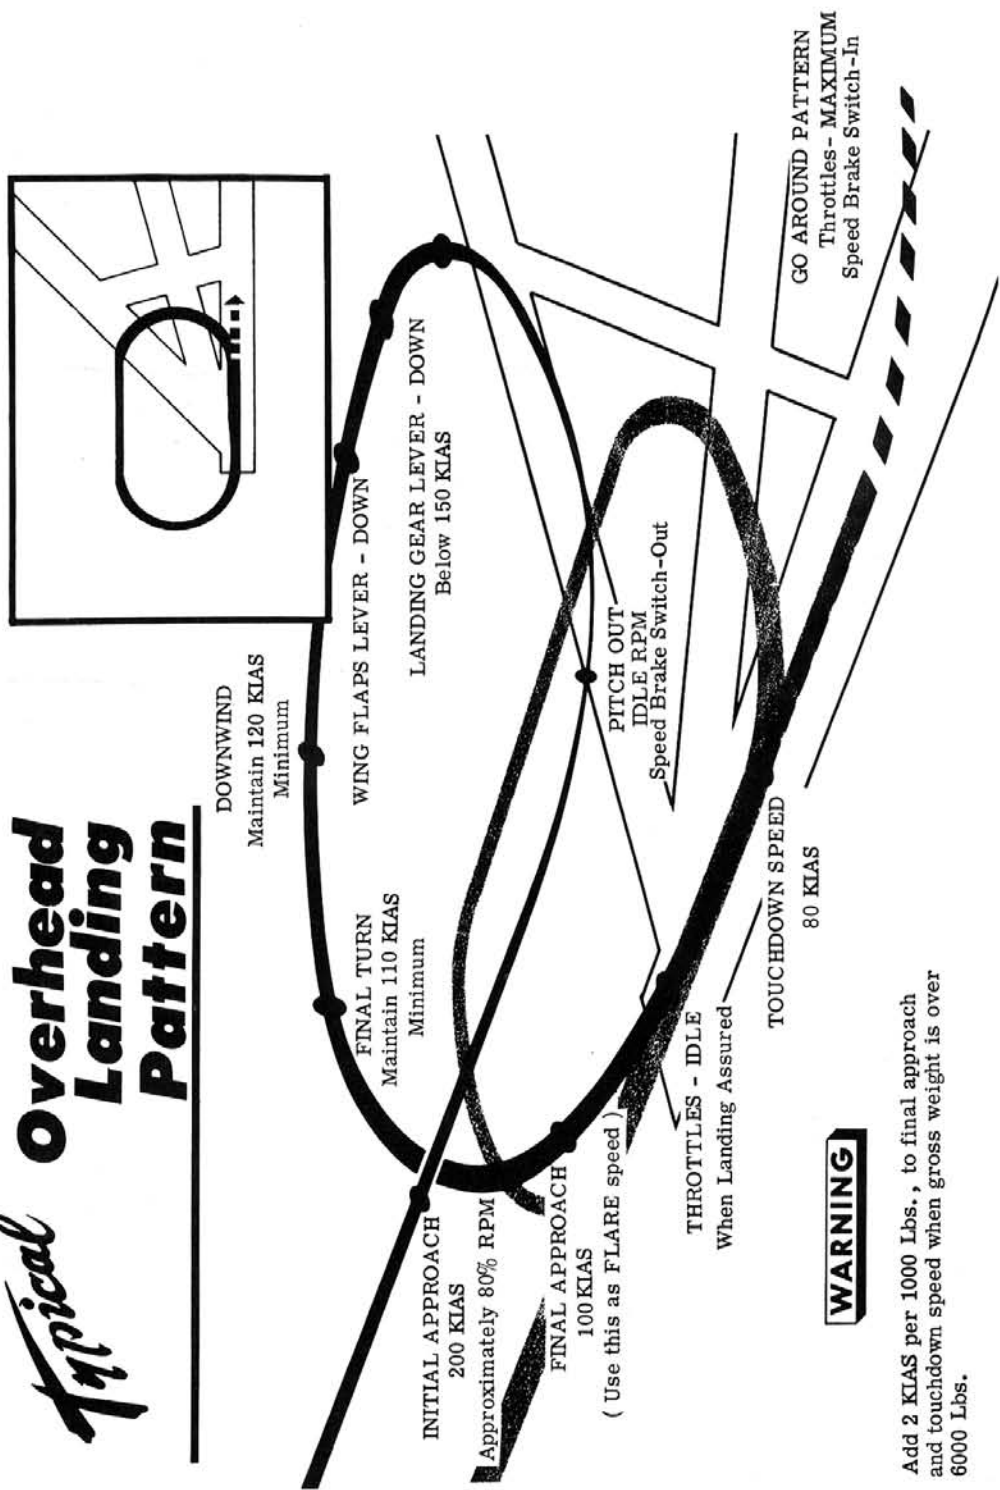 Typical Overhead
Landing
Pattern
DOWNWIND
Maintain 120 KIAS
Minimum
WING FLAPS LEVER - DOWN
LANDING GEAR LEVER - DOWN
Below 150 KIAS
FINAL TURN
Maintain 110 KIAS
Minimum
INITIAL APPROACH
200 KIAS
Approximately 80% RPM
PITCH OUT
IDLE RPM
Speed Brake Switch-Out
FINAL APPROACH
100 KIAS
( Use this as FLARE speed )
THROTTLES - IDLE
When Landing Assured
TOUCHDOWN SPEED
80 KIAS
GO AROUND PATTERN
Throttles- MAXIMUM
Speed Brake Switch-In
WARNING
Add 2 KIAS per 1000 Lbs., to final approach
and touchdown speed when gross weight is over
6000 Lbs.